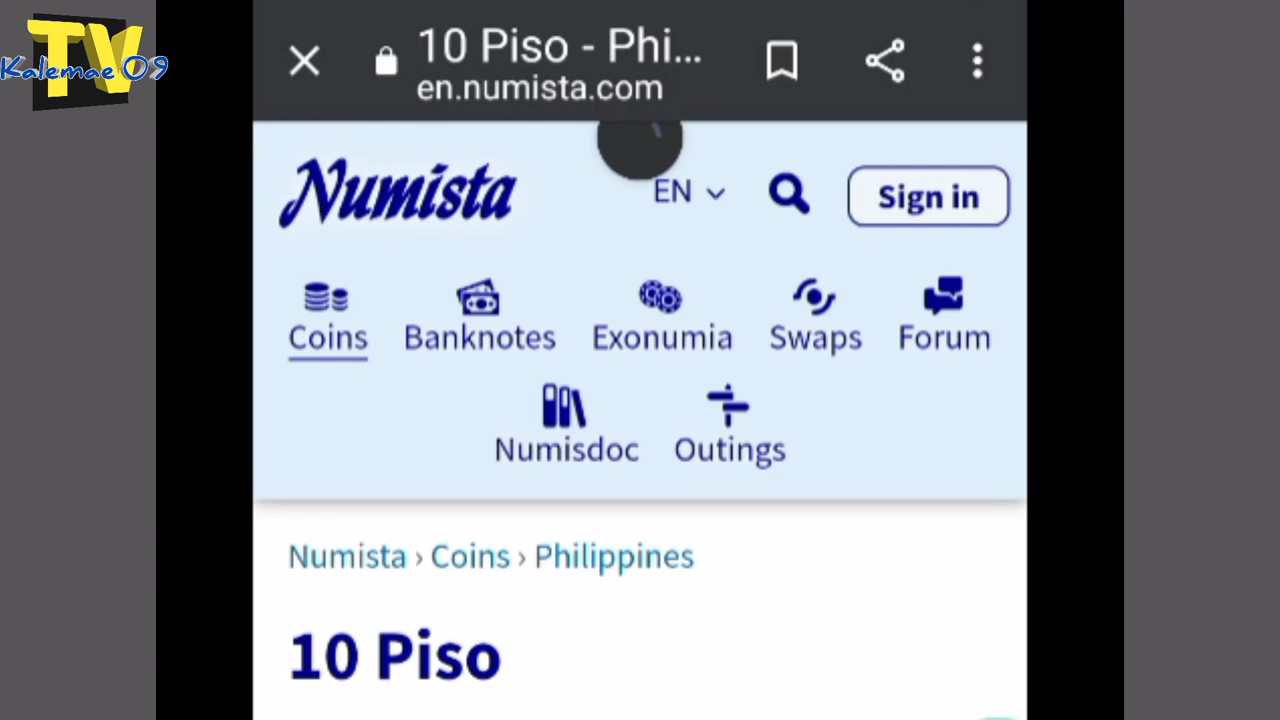 TV
Kalemae 09
10 Piso - Phi...
en.numista.com
Numista
EN
Sign in
Coins Banknotes Exonumia Swaps Forum
Numisdoc Outings
Numista › Coins › Philippines
10 Piso